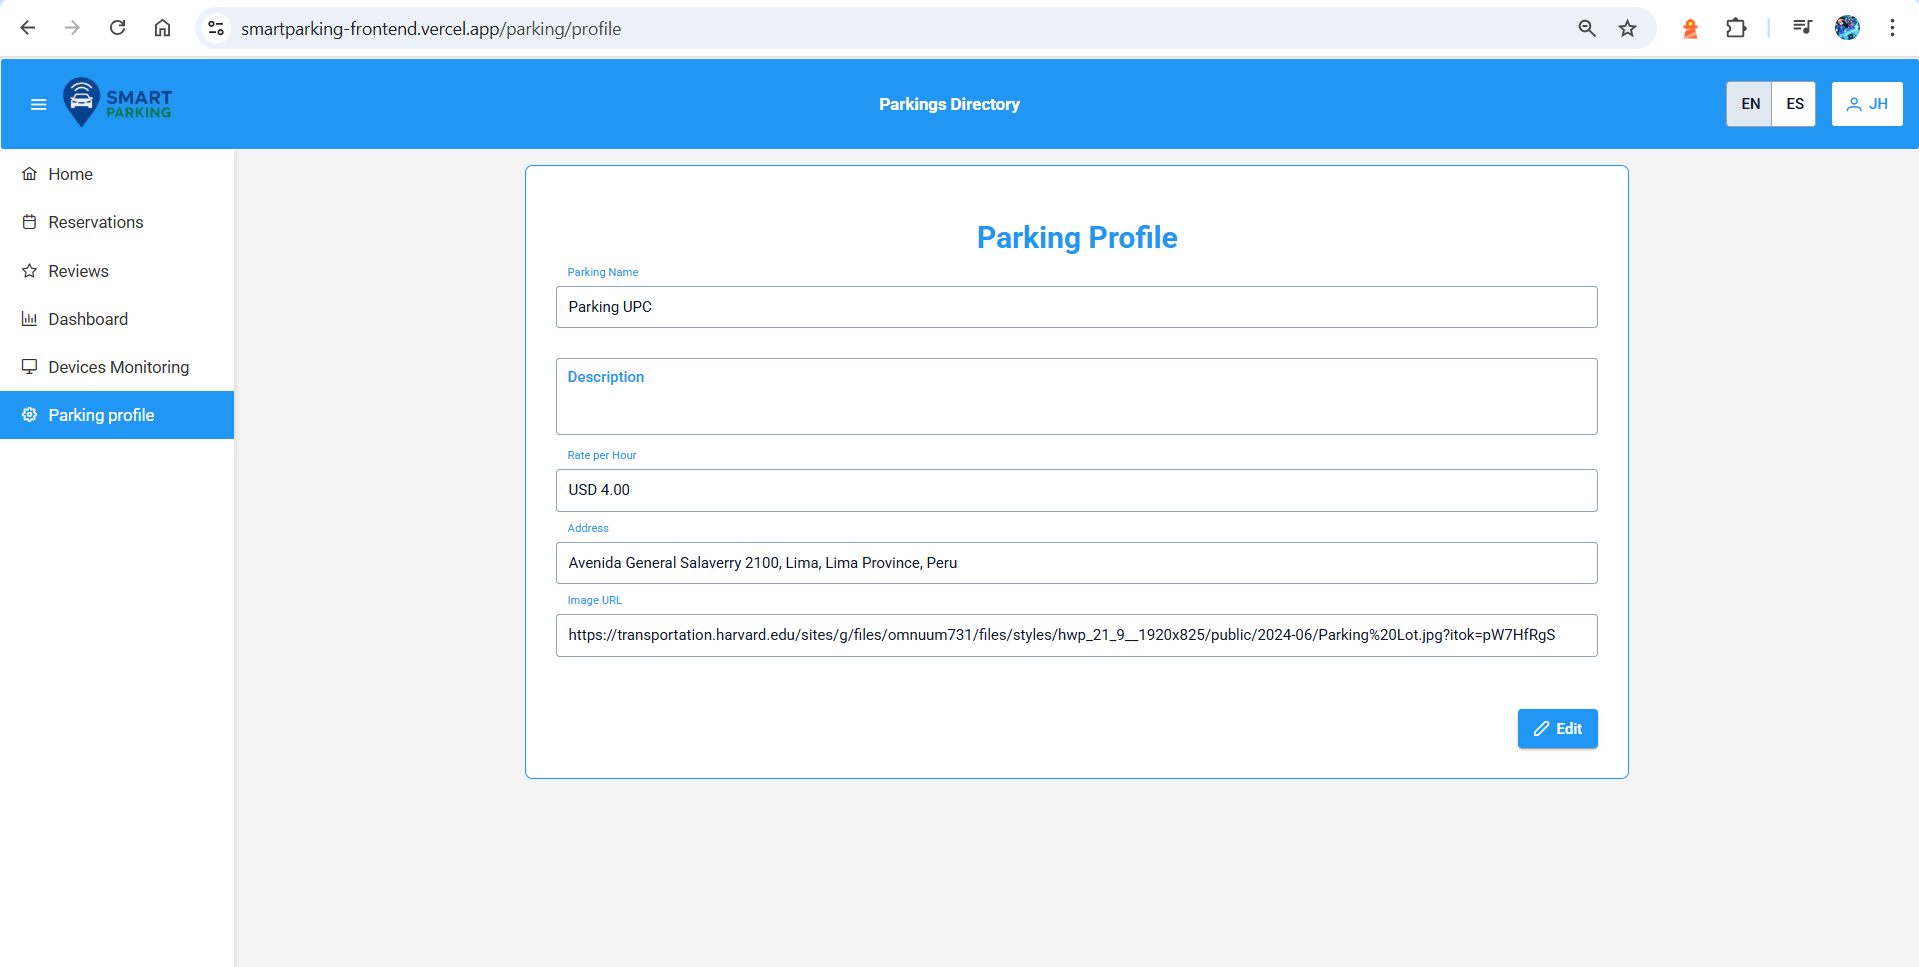 smartparking-frontend.vercel.app/parking/profile
SMART
PARKING
Parkings Directory
EN
ES
JH
Home
Reservations
Reviews
Dashboard
Devices Monitoring
Parking profile
Parking Profile
Parking Name
Parking UPC
Description
Rate per Hour
USD 4.00
Address
Avenida General Salaverry 2100, Lima, Lima Province, Peru
Image URL
https://transportation.harvard.edu/sites/g/files/omnuum731/files/styles/hwp_21_9__1920x825/public/2024-06/Parking%20Lot.jpg?itok=pW7HfRgS
Edit